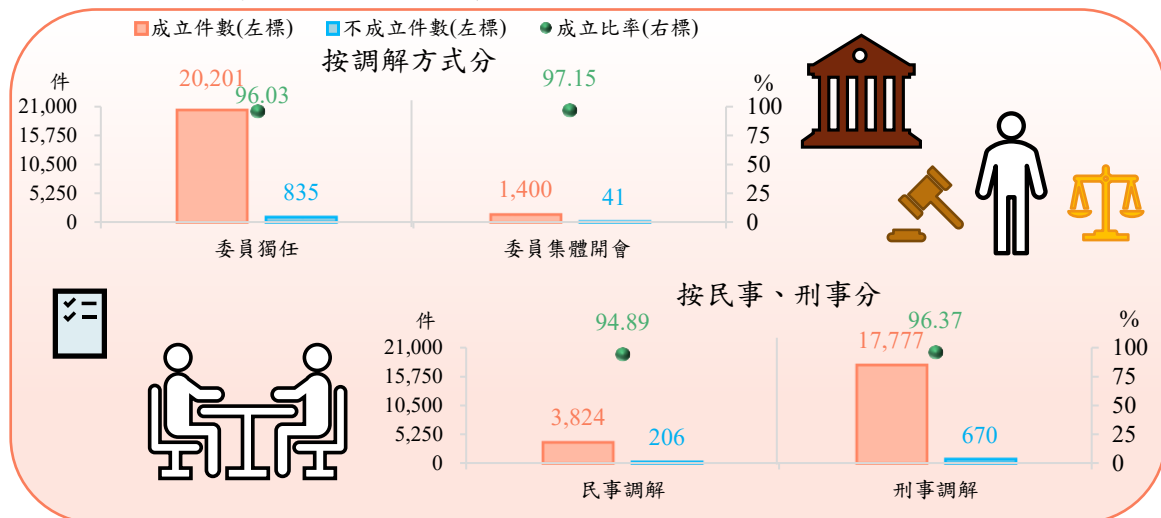 成立件數(左標) 不成立件數(左標) 成立比率(右標)
按調解方式分
件 %
20,201 96.03 97.15
21,000 100
15,750 75
10,500 50
5,250 835 1,400 41 25
0 0
委員獨任 委員集體開會
按民事、刑事分
件 %
94.89 17,777 96.37
21,000 100
15,750 75
10,500 50
5,250 3,824 206 670 25
0 0
民事調解 刑事調解